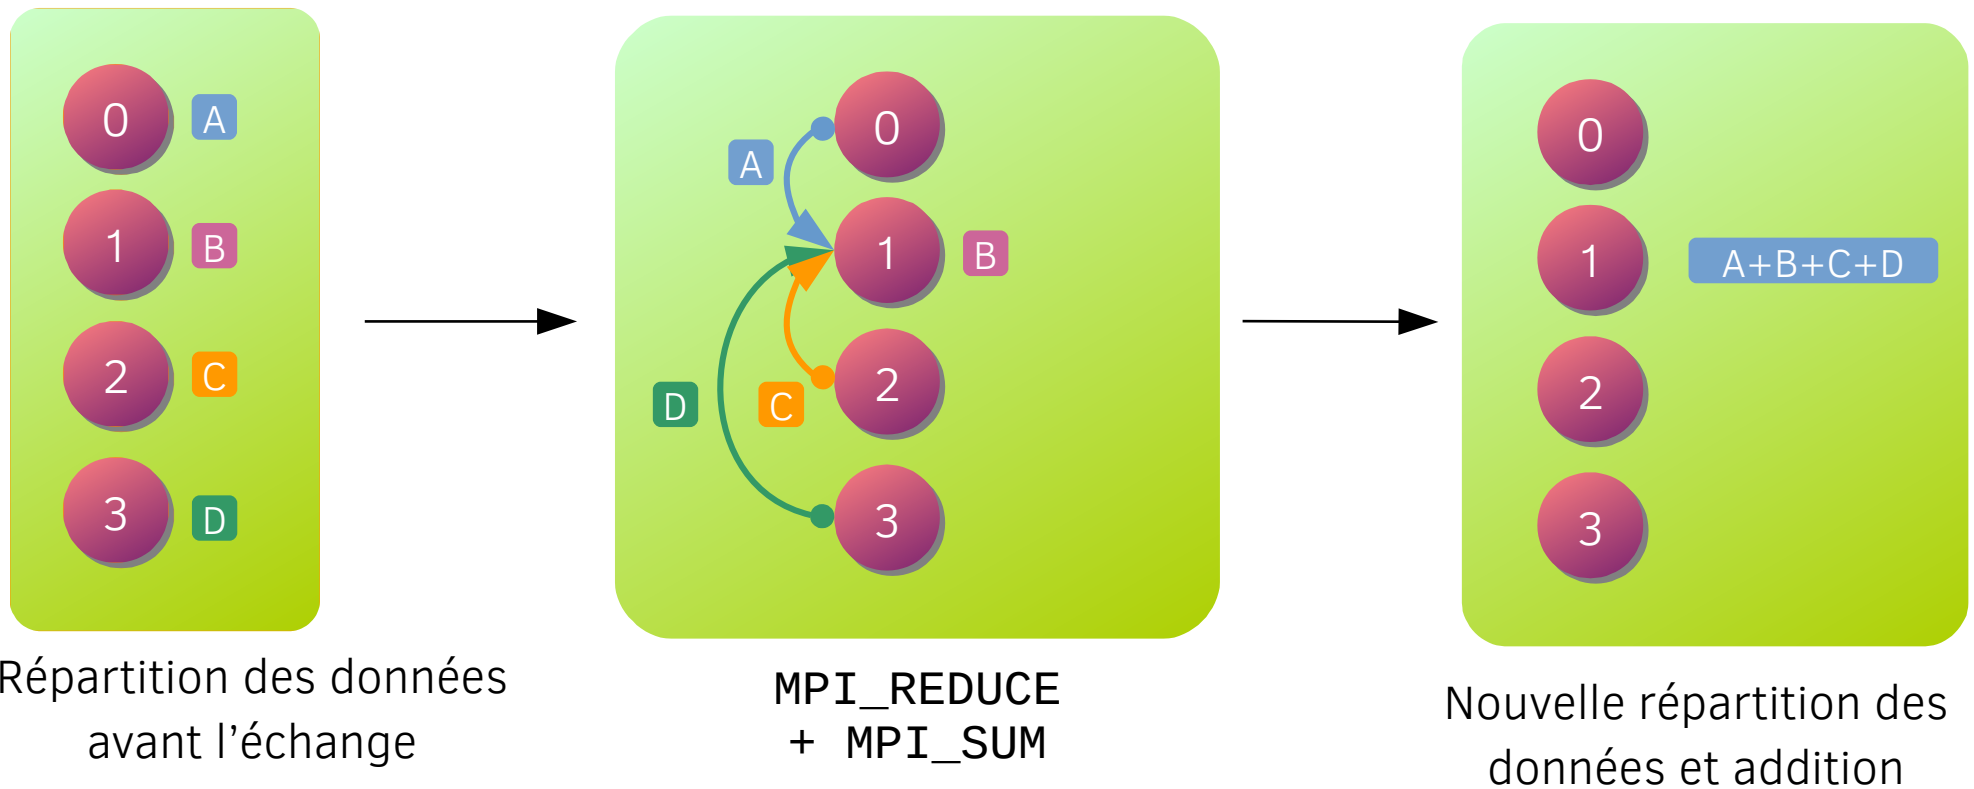 0 A
1 B
2 C
3 D
Répartition des données
avant l’échange
0
A
1 B
2
D C
3
MPI_REDUCE
+ MPI_SUM
0
1 A+B+C+D
2
3
Nouvelle répartition des
données et addition